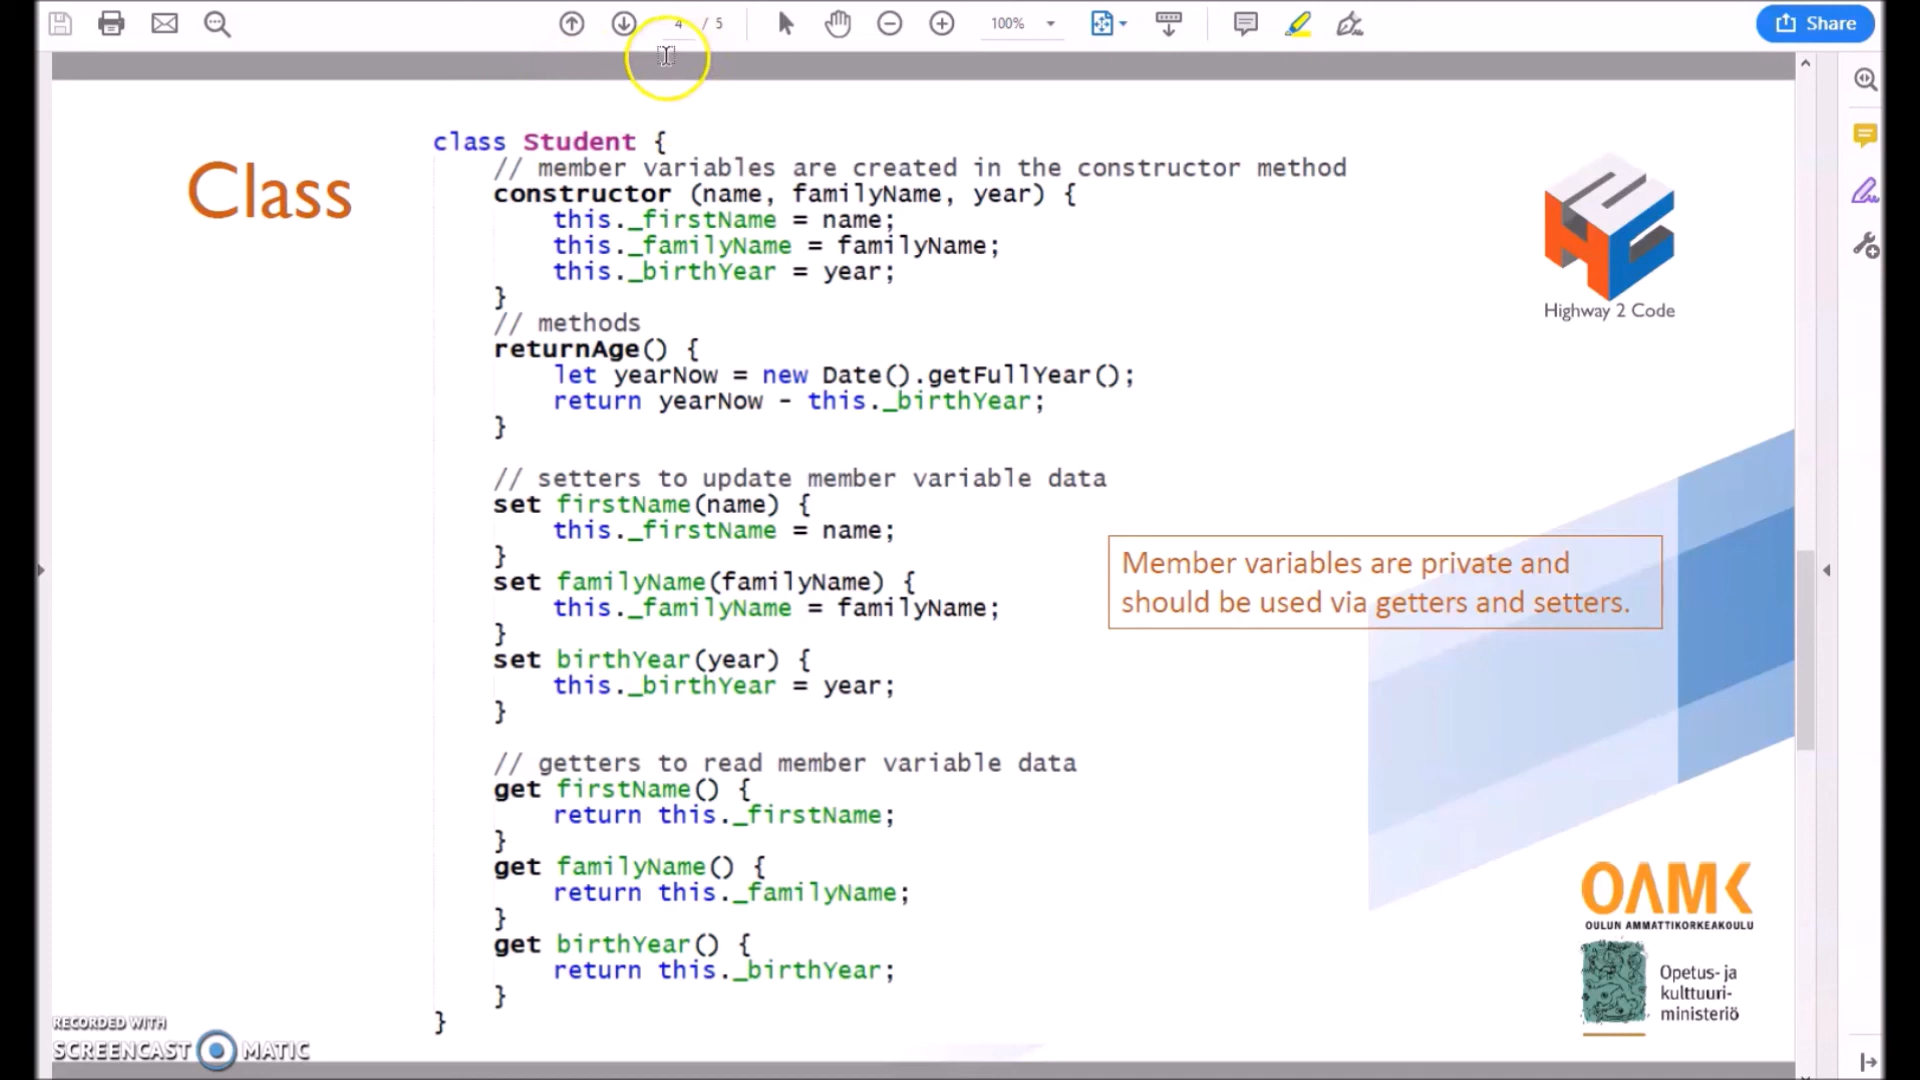 4 / 5
100%
Share
Class
class Student {
// member variables are created in the constructor method
constructor (name, familyName, year) {
this._firstName = name;
this._familyName = familyName;
this._birthYear = year;
}
// methods
returnAge() {
let yearNow = new Date().getFullYear();
return yearNow - this._birthYear;
}
// setters to update member variable data
set firstName(name) {
this._firstName = name;
}
set familyName(familyName) {
this._familyName = familyName;
}
set birthYear(year) {
this._birthYear = year;
}
// getters to read member variable data
get firstName() {
return this._firstName;
}
get familyName() {
return this._familyName;
}
get birthYear() {
return this._birthYear;
}
}
Highway 2 Code
Member variables are private and
should be used via getters and setters.
OAMK
OULUN AMMATTIKORKEAKOULU
Opetus- ja
kulttuuri-
ministeriö
RECORDED WITH
SCREENCAST MATIC